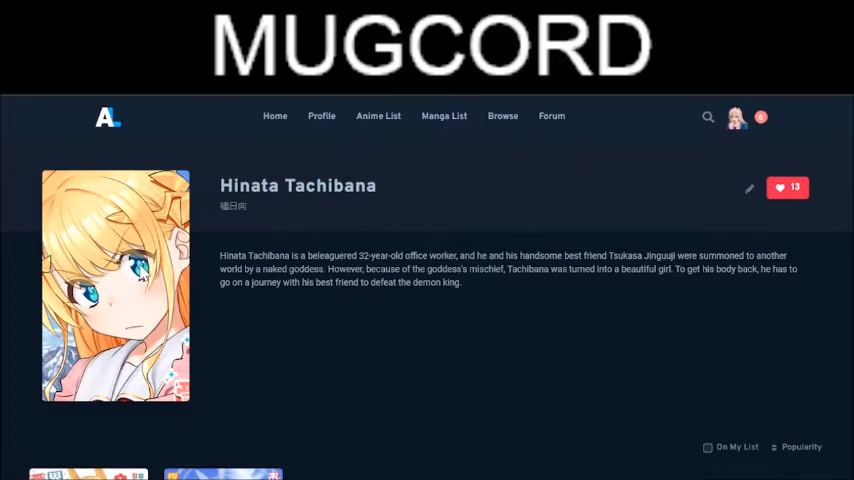 MUGCORD
AL
Home Profile Anime List Manga List Browse Forum
6
Hinata Tachibana
13
橘日向
Hinata Tachibana is a beleaguered 32-year-old office worker, and he and his handsome best friend Tsukasa Jinguuji were summoned to another
world by a naked goddess. However, because of the goddess's mischief, Tachibana was turned into a beautiful girl. To get his body back, he has to
go on a journey with his best friend to defeat the demon king.
On My List Popularity